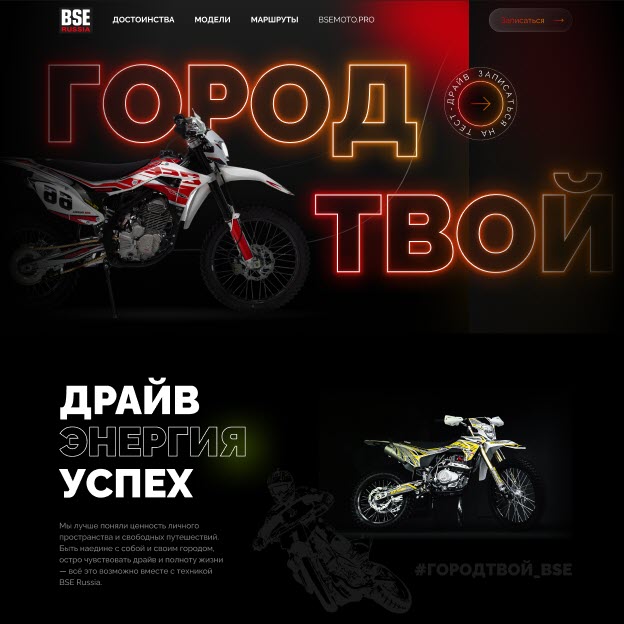 BSE
RUSSIA
ДОСТОИНСТВА
МОДЕЛИ
МАРШРУТЫ
BSEMOTO.PRO
Записаться
ГОРОД
ЗАПИСАТЬСЯ НА ТЕСТ-ДРАЙВ
66
ТВОЙ
ДРАЙВ
ЭНЕРГИЯ
УСПЕХ
Мы лучше поняли ценность личного
пространства и свободных путешествий.
Быть наедине с собой и своим городом,
остро чувствовать драйв и полноту жизни
— всё это возможно вместе с техникой
BSE Russia.
#ГОРОДТВОЙ_BSE